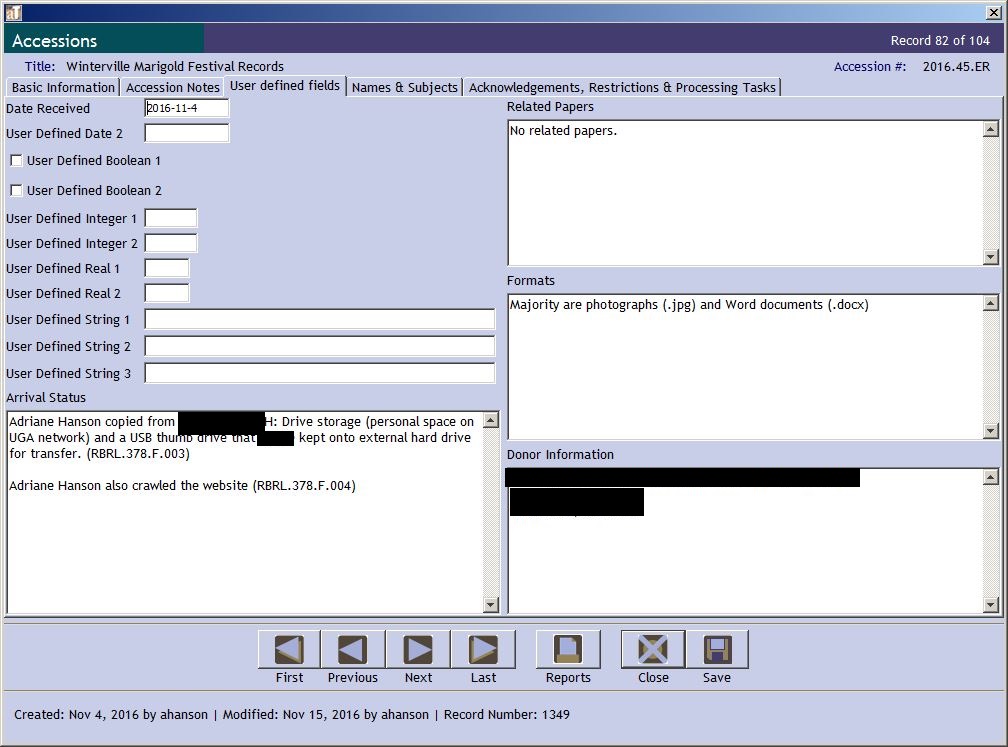 aT
Accessions
Record 82 of 104
Title: Winterville Marigold Festival Records
Accession #: 2016.45.ER
Basic Information
Accession Notes
User defined fields
Names & Subjects
Acknowledgements, Restrictions & Processing Tasks
Date Received 2016-11-4
User Defined Date 2
User Defined Boolean 1
User Defined Boolean 2
User Defined Integer 1
User Defined Integer 2
User Defined Real 1
User Defined Real 2
User Defined String 1
User Defined String 2
User Defined String 3
Arrival Status
Adriane Hanson copied from H: Drive storage (personal space on
UGA network) and a USB thumb drive that kept onto external hard drive
for transfer. (RBRL.378.F.003)
Adriane Hanson also crawled the website (RBRL.378.F.004)
Related Papers
No related papers.
Formats
Majority are photographs (.jpg) and Word documents (.docx)
Donor Information
First
Previous
Next
Last
Reports
Close
Save
Created: Nov 4, 2016 by ahanson | Modified: Nov 15, 2016 by ahanson | Record Number: 1349